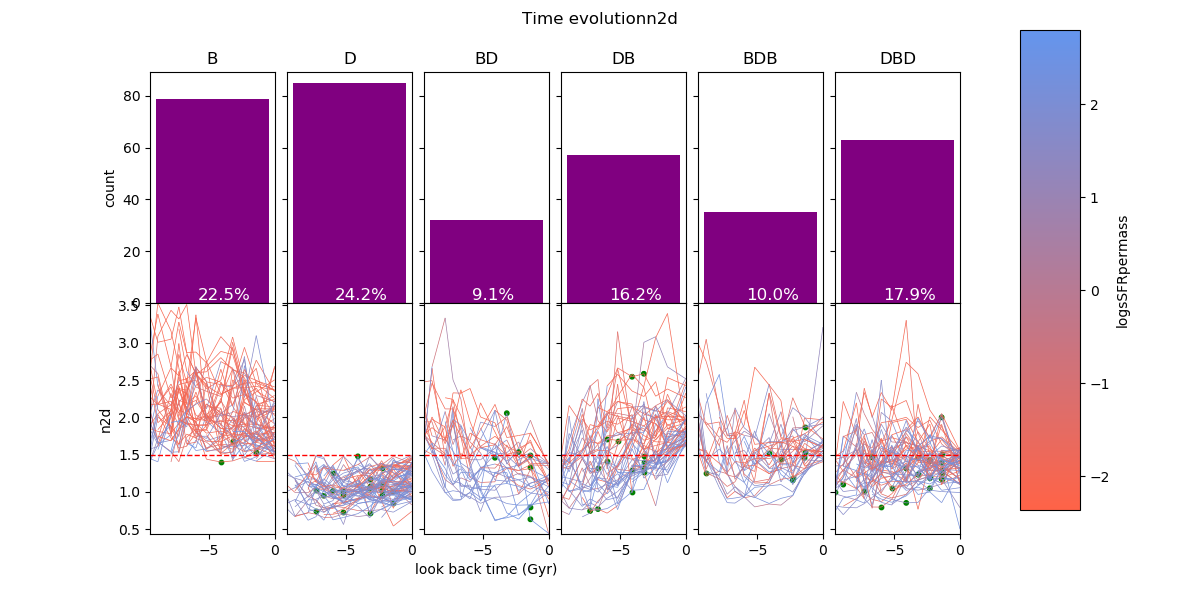 Time evolutionn2d
B D BD DB BDB DBD
80
60
40
20
0
count
22.5% 24.2% 9.1% 16.2% 10.0% 17.9%
3.5
3.0
2.5
2.0
1.5
1.0
0.5
n2d
−5 0 −5 0 −5 0 −5 0 −5 0 −5 0
look back time (Gyr)
2
1
0
−1
−2
logsSFRpermass